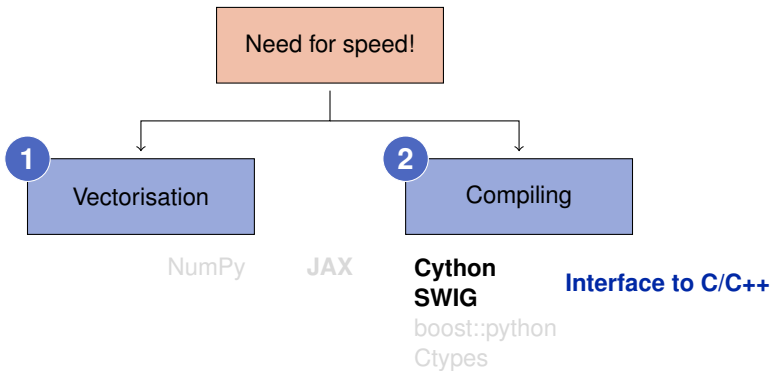 Need for speed!
1
Vectorisation
2
Compiling
NumPy
JAX
Cython
SWIG
boost::python
Ctypes
Interface to C/C++